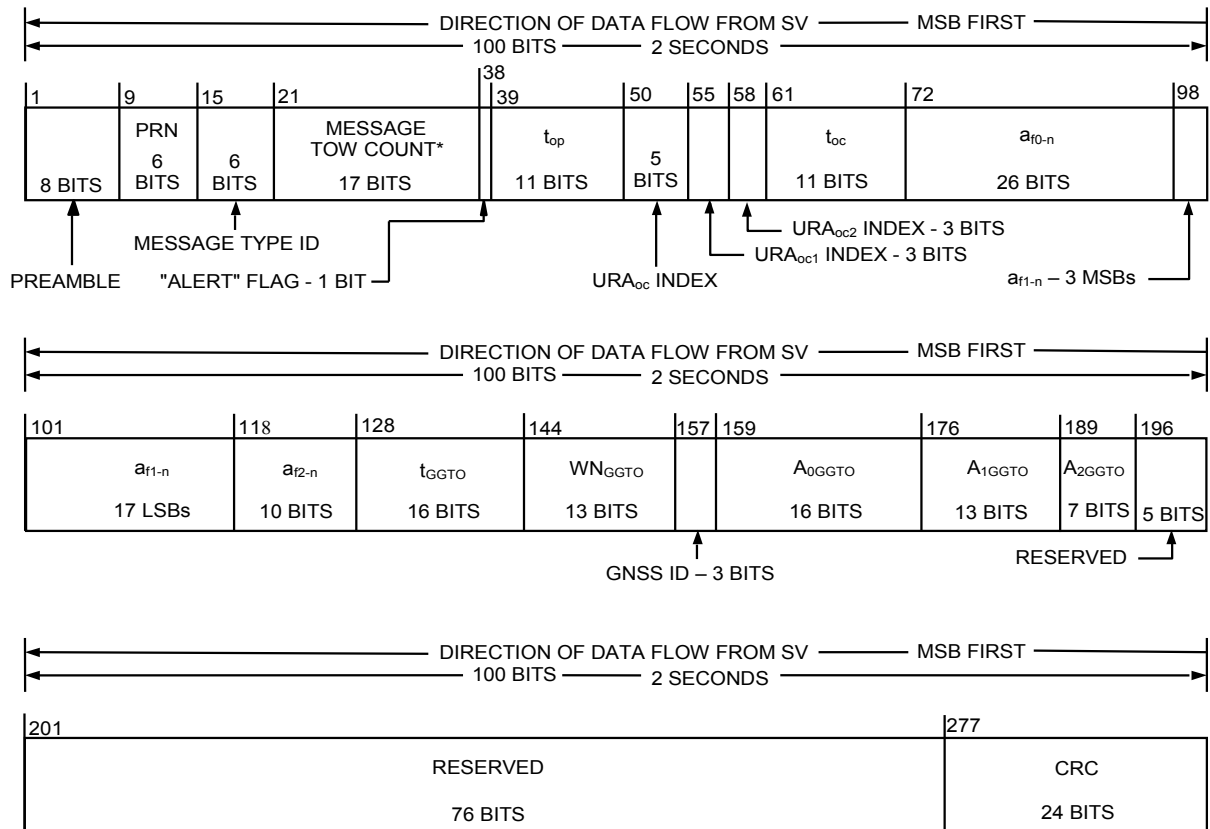 DIRECTION OF DATA FLOW FROM SV MSB FIRST
100 BITS 2 SECONDS
1 9 15 21 38 39 50 55 58 61 72 98
PRN MESSAGE
TOW COUNT* t_op t_oc a_f0-n
8 BITS 6 BITS 6 BITS 17 BITS 11 BITS 5 BITS 11 BITS 26 BITS
URA_oc2 INDEX - 3 BITS
MESSAGE TYPE ID
URA_oc1 INDEX - 3 BITS
PREAMBLE "ALERT" FLAG - 1 BIT URA_oc INDEX a_f1-n – 3 MSBs
DIRECTION OF DATA FLOW FROM SV MSB FIRST
100 BITS 2 SECONDS
101 118 128 144 157 159 176 189 196
a_f1-n a_f2-n t_GGTO WN_GGTO A_0GGTO A_1GGTO A_2GGTO
17 LSBs 10 BITS 16 BITS 13 BITS 16 BITS 13 BITS 7 BITS 5 BITS
RESERVED
GNSS ID – 3 BITS
DIRECTION OF DATA FLOW FROM SV MSB FIRST
100 BITS 2 SECONDS
201 277
RESERVED CRC
76 BITS 24 BITS